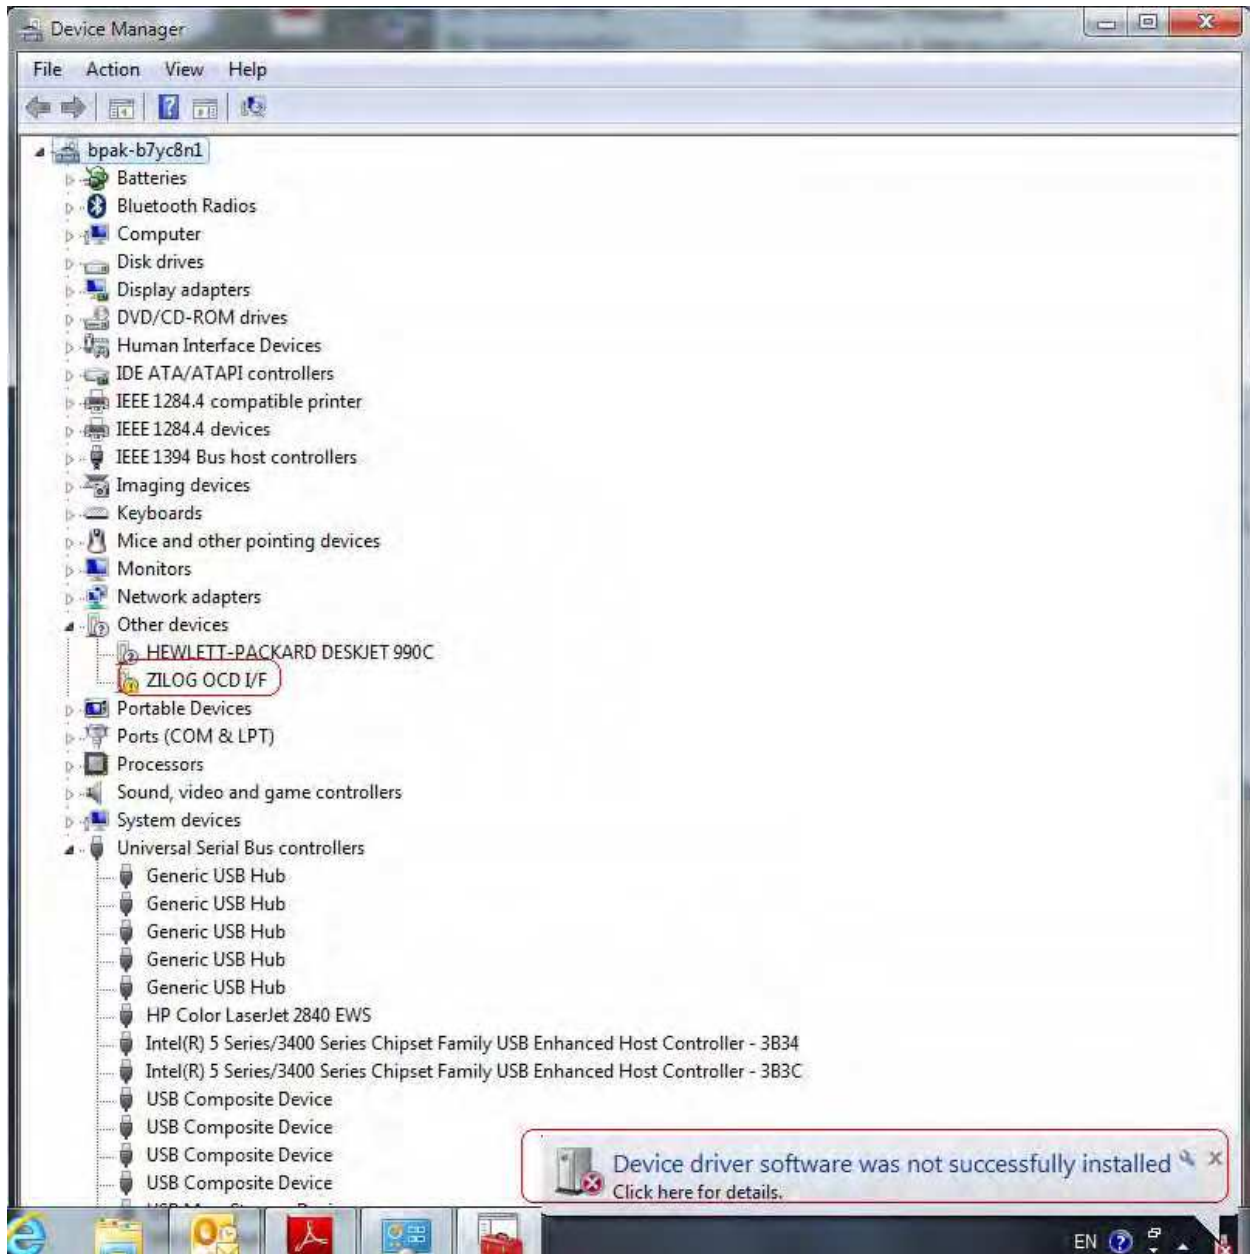 Device Manager
File Action View Help
bpak-b7yc8n1
Batteries
Bluetooth Radios
Computer
Disk drives
Display adapters
DVD/CD-ROM drives
Human Interface Devices
IDE ATA/ATAPI controllers
IEEE 1284.4 compatible printer
IEEE 1284.4 devices
IEEE 1394 Bus host controllers
Imaging devices
Keyboards
Mice and other pointing devices
Monitors
Network adapters
Other devices
HEWLETT-PACKARD DESKJET 990C
ZILOG OCD I/F
Portable Devices
Ports (COM & LPT)
Processors
Sound, video and game controllers
System devices
Universal Serial Bus controllers
Generic USB Hub
Generic USB Hub
Generic USB Hub
Generic USB Hub
Generic USB Hub
HP Color LaserJet 2840 EWS
Intel(R) 5 Series/3400 Series Chipset Family USB Enhanced Host Controller - 3B34
Intel(R) 5 Series/3400 Series Chipset Family USB Enhanced Host Controller - 3B3C
USB Composite Device
USB Composite Device
USB Composite Device
USB Composite Device
Device driver software was not successfully installed
Click here for details.
EN